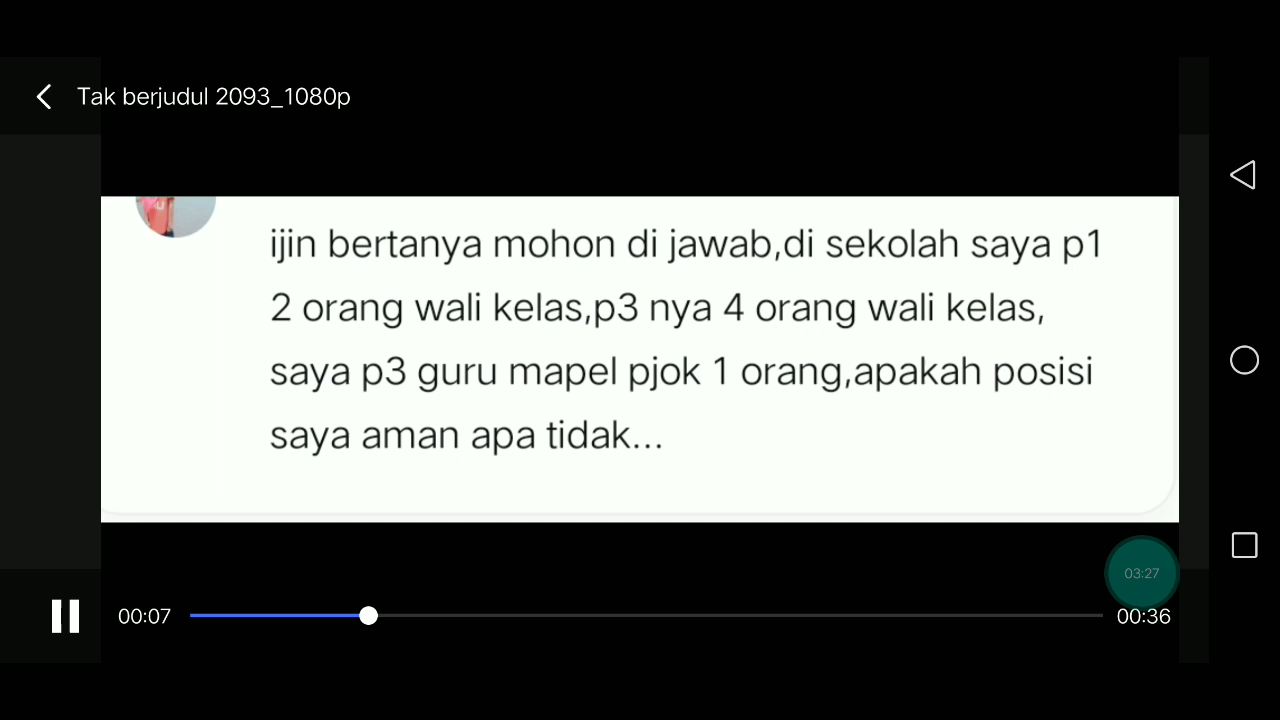 Tak berjudul 2093_1080p
ijin bertanya mohon di jawab,di sekolah saya p1
2 orang wali kelas,p3 nya 4 orang wali kelas,
saya p3 guru mapel pjok 1 orang,apakah posisi
saya aman apa tidak...
03:27
00:07
00:36